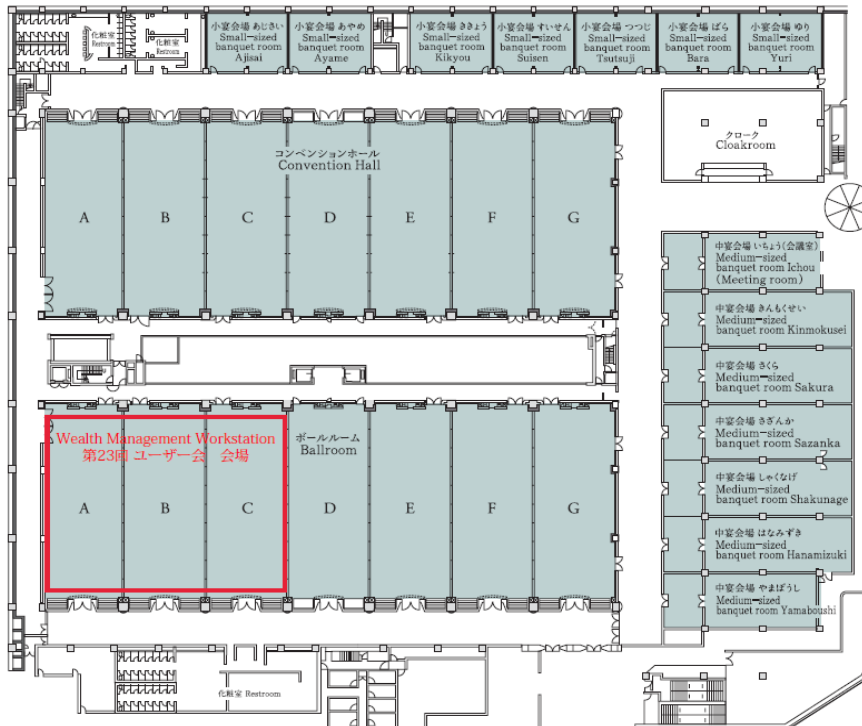 化粧室
Restroom
化粧室
Restroom
小宴会場 あじさい
Small-sized
banquet room
Ajisai
小宴会場 あやめ
Small-sized
banquet room
Ayame
小宴会場 ききょう
Small-sized
banquet room
Kikyou
小宴会場 すいせん
Small-sized
banquet room
Suisen
小宴会場 つつじ
Small-sized
banquet room
Tsutsuji
小宴会場 ばら
Small-sized
banquet room
Bara
小宴会場 ゆり
Small-sized
banquet room
Yuri
クローク
Cloakroom
コンベンションホール
Convention Hall
A
B
C
D
E
F
G
中宴会場 いちょう(会議室)
Medium-sized
banquet room Ichou
(Meeting room)
中宴会場 きんもくせい
Medium-sized
banquet room Kinmokusei
中宴会場 さくら
Medium-sized
banquet room Sakura
中宴会場 さざんか
Medium-sized
banquet room Sazanka
中宴会場 しゃくなげ
Medium-sized
banquet room Shakunage
中宴会場 はなみずき
Medium-sized
banquet room Hanamizuki
中宴会場 やまぼうし
Medium-sized
banquet room Yamaboushi
Wealth Management Workstation
第23回 ユーザー会 会場
ボールルーム
Ballroom
A
B
C
D
E
F
G
化粧室 Restroom